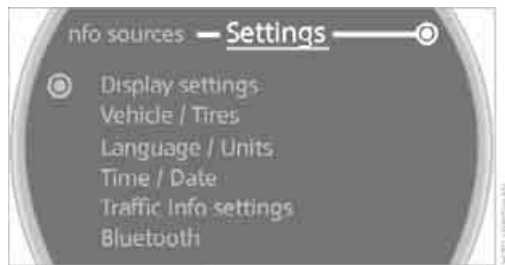 nfo sources Settings
Display settings
Vehicle / Tires
Language / Units
Time / Date
Traffic Info settings
Bluetooth